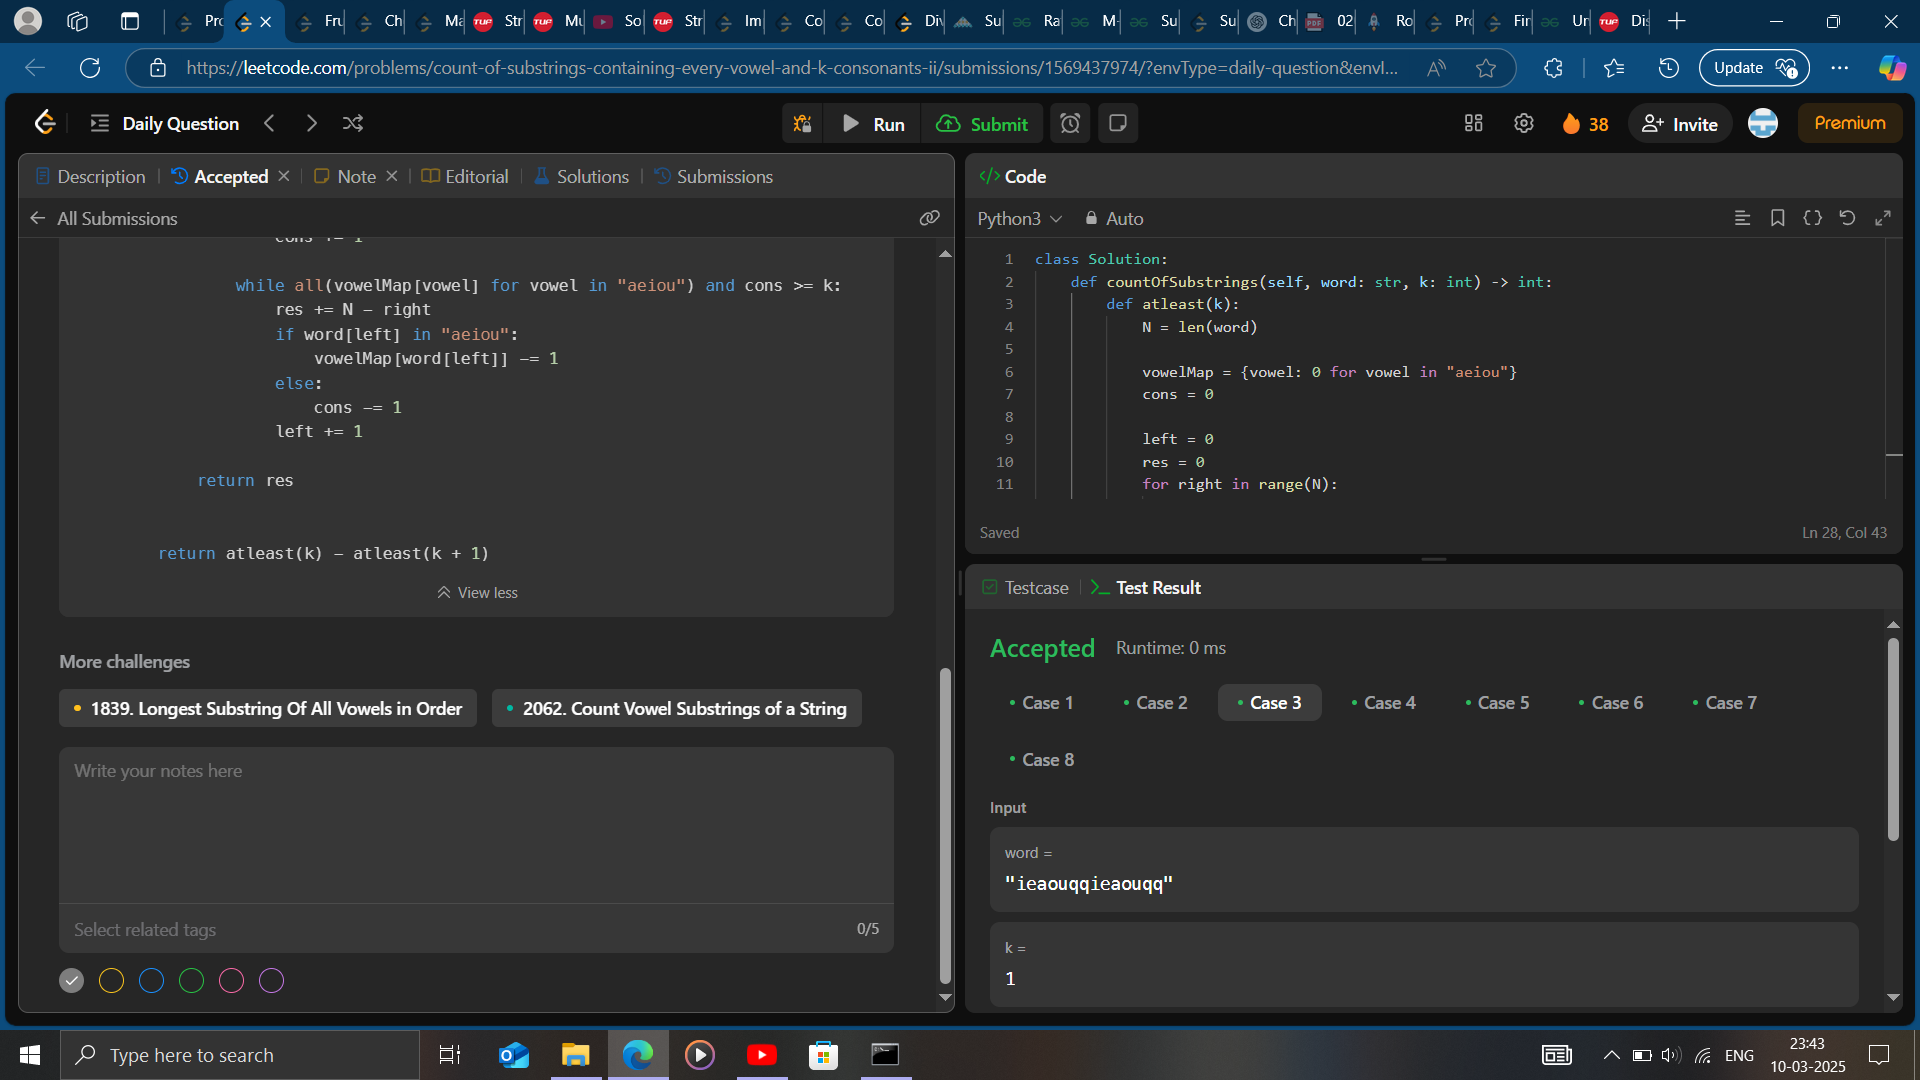 Pro
Fru
Ch
Ma
Str
Mu
So
Str
Im
Co
Co
Div
Su
Ra
M-
Su
Su
Ch
02
Ro
Pro
Fir
Un
Dis
https://leetcode.com/problems/count-of-substrings-containing-every-vowel-and-k-consonants-ii/submissions/1569437974/?envType=daily-question&envI...
Update
Daily Question
Run
Submit
38
Invite
Premium
Description
Accepted
Note
Editorial
Solutions
Submissions
All Submissions
cons += 1
while all(vowelMap[vowel] for vowel in "aeiou") and cons >= k:
res += N - right
if word[left] in "aeiou":
vowelMap[word[left]] -= 1
else:
cons -= 1
left += 1
return res
return atleast(k) - atleast(k + 1)
View less
More challenges
1839. Longest Substring Of All Vowels in Order
2062. Count Vowel Substrings of a String
Write your notes here
Select related tags
0/5
Code
Python3
Auto
1 class Solution:
2 def countOfSubstrings(self, word: str, k: int) -> int:
3 def atleast(k):
4 N = len(word)
5
6 vowelMap = {vowel: 0 for vowel in "aeiou"}
7 cons = 0
8
9 left = 0
10 res = 0
11 for right in range(N):
Saved
Ln 28, Col 43
Testcase
Test Result
Accepted
Runtime: 0 ms
Case 1
Case 2
Case 3
Case 4
Case 5
Case 6
Case 7
Case 8
Input
word =
"ieaouqqieaouqq"
k =
1
Type here to search
ENG
23:43
10-03-2025